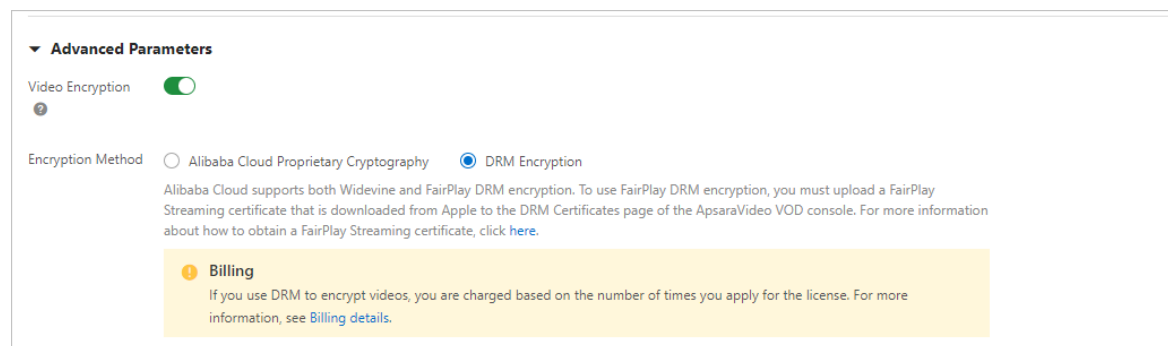 Advanced Parameters
Video Encryption
?
Encryption Method Alibaba Cloud Proprietary Cryptography DRM Encryption
Alibaba Cloud supports both Widevine and FairPlay DRM encryption. To use FairPlay DRM encryption, you must upload a FairPlay
Streaming certificate that is downloaded from Apple to the DRM Certificates page of the ApsaraVideo VOD console. For more information
about how to obtain a FairPlay Streaming certificate, click here.
! Billing
If you use DRM to encrypt videos, you are charged based on the number of times you apply for the license. For more
information, see Billing details.